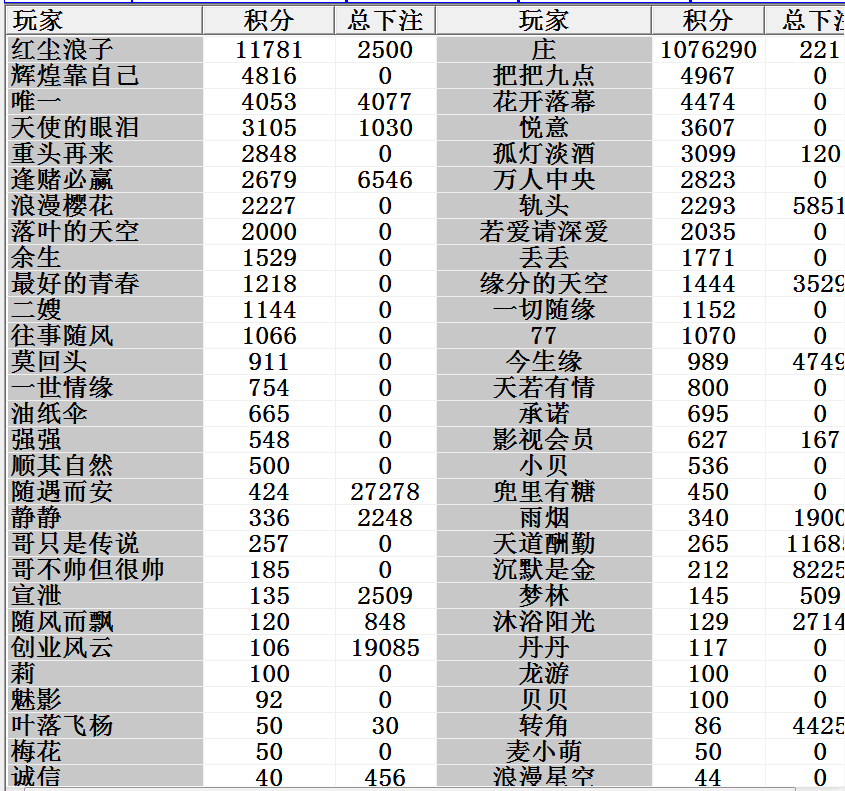 玩家 积分 总下注 玩家 积分
红尘浪子 11781 2500 庄 1076290
辉煌靠自己 4816 0 把把九点 4967 0
唯一 4053 4077 花开落幕 4474 0
天使的眼泪 3105 1030 悦意 3607 0
重头再来 2848 0 孤灯淡酒 3099
逢赌必赢 2679 6546 万人中央 2823 0
浪漫樱花 2227 0 轨头 2293
落叶的天空 2000 0 若爱请深爱 2035 0
余生 1529 0 丢丢 1771 0
最好的青春 1218 0 缘分的天空 1444
二嫂 1144 0 一切随缘 1152 0
往事随风 1066 0 77 1070 0
莫回头 911 0 今生缘 989
一世情缘 754 0 天若有情 800 0
油纸伞 665 0 承诺 695 0
强强 548 0 影视会员 627 167
顺其自然 500 0 小贝 536 0
随遇而安 424 27278 兜里有糖 450 0
静静 336 2248 雨烟 340
哥只是传说 257 0 天道酬勤 265
哥不帅但很帅 185 0 沉默是金 212
宣泄 135 2509 梦林 145 509
随风而飘 120 848 沐浴阳光 129
创业风云 106 19085 丹丹 117 0
莉 100 0 龙游 100 0
魅影 92 0 贝贝 100 0
叶落飞杨 50 30 转角 86
梅花 50 0 麦小萌 50 0
诚信 40 456 浪漫星空 44 0